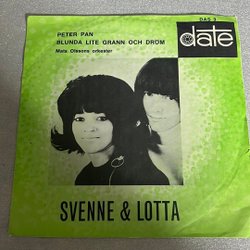 DAS 3
date
PETER PAN
BLUNDA LITE GRANN OCH DRÖM
Mats Olssons orkester
SVENNE & LOTTA